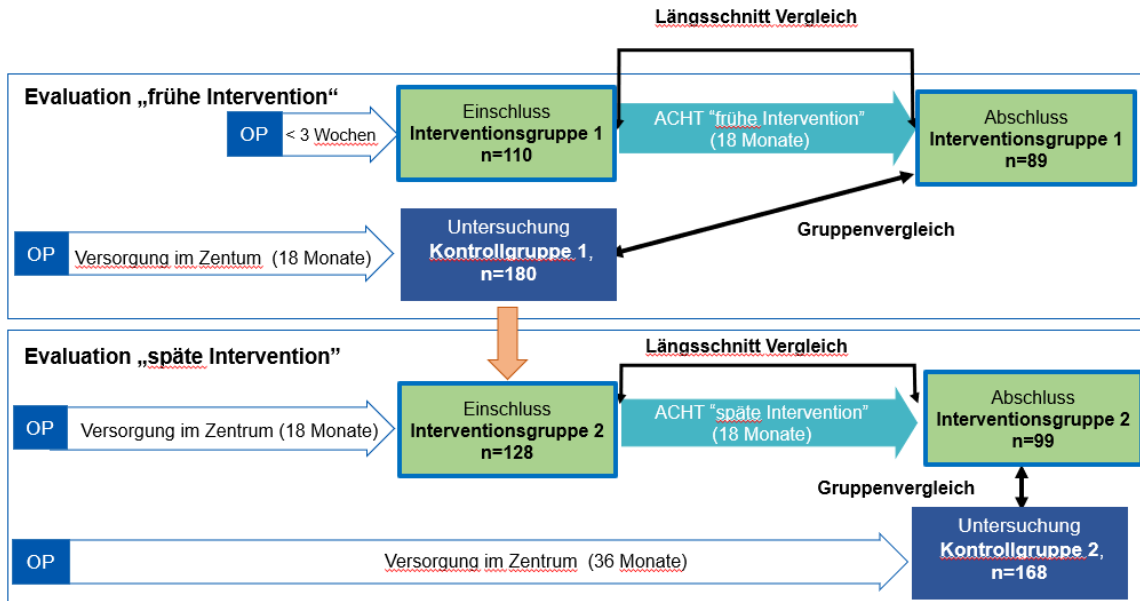 Längsschnitt Vergleich
Evaluation „frühe Intervention“
OP
< 3 Wochen
Einschluss
Interventionsgruppe 1
n=110
ACHT “frühe Intervention”
(18 Monate)
Abschluss
Interventionsgruppe 1
n=89
OP
Versorgung im Zentum (18 Monate)
Untersuchung
Kontrollgruppe 1,
n=180
Gruppenvergleich
Evaluation „späte Intervention”
Längsschnitt Vergleich
OP
Versorgung im Zentrum (18 Monate)
Einschluss
Interventionsgruppe 2
n=128
ACHT “späte Intervention”
(18 Monate)
Abschluss
Interventionsgruppe 2
n=99
Gruppenvergleich
OP
Versorgung im Zentrum (36 Monate)
Untersuchung
Kontrollgruppe 2,
n=168